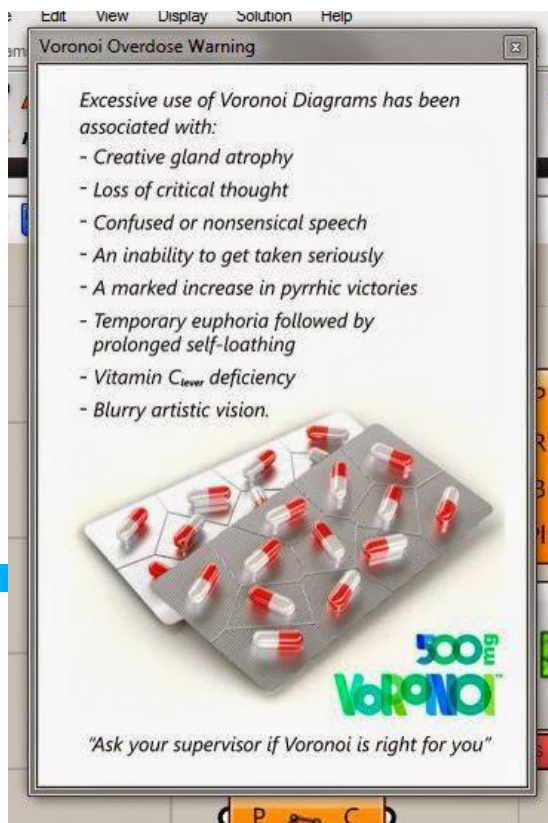 Edit View Display Solution Help
Voronoi Overdose Warning
Excessive use of Voronoi Diagrams has been
associated with:
- Creative gland atrophy
- Loss of critical thought
- Confused or nonsensical speech
- An inability to get taken seriously
- A marked increase in pyrrhic victories
- Temporary euphoria followed by
prolonged self-loathing
- Vitamin Clever deficiency
- Blurry artistic vision.
P
R
B
500mg
VORONOI™
"Ask your supervisor if Voronoi is right for you"
P C